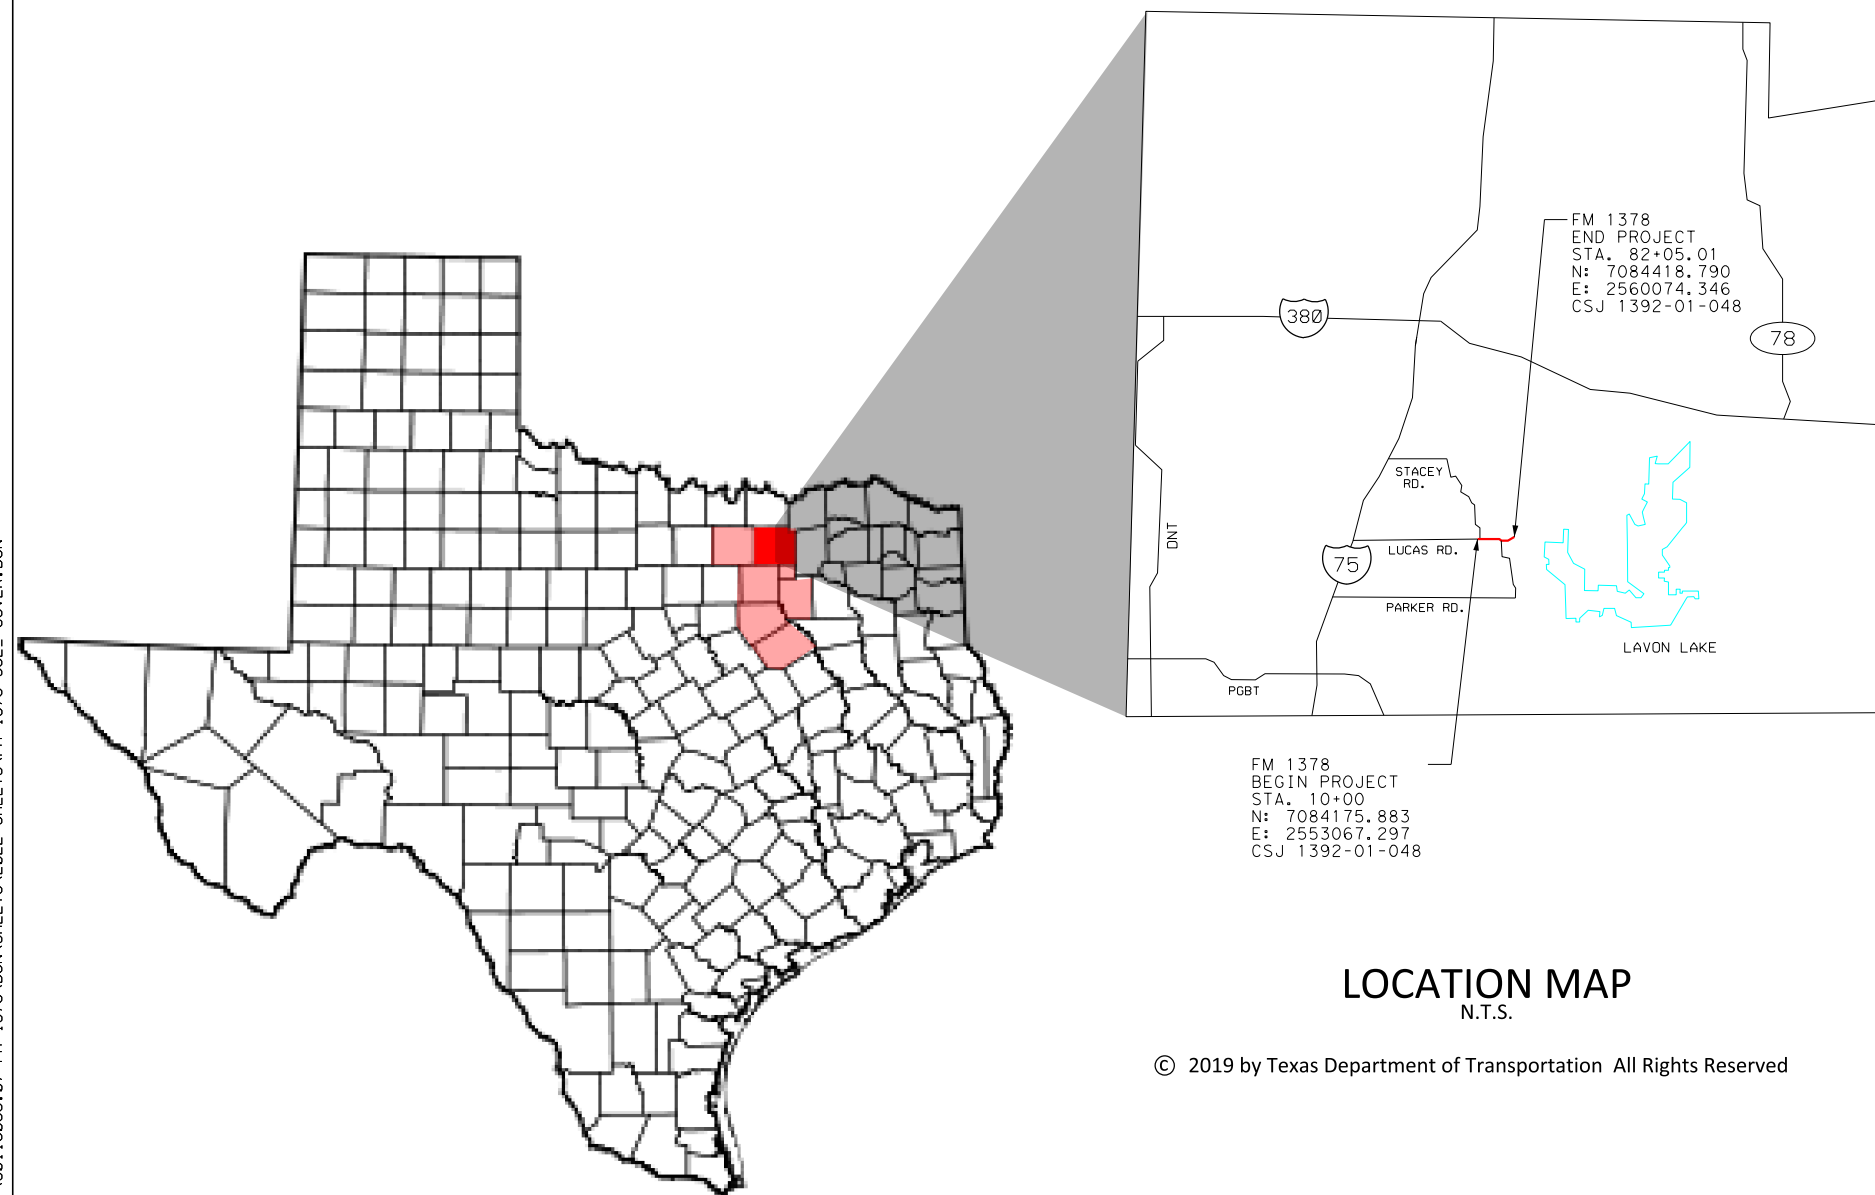 FM 1378
END PROJECT
STA. 82+05.01
N: 7084418.790
E: 2560074.346
CSJ 1392-01-048
380
78
STACEY
RD.
DNT
LUCAS RD.
75
PARKER RD.
LAVON LAKE
PGBT
FM 1378
BEGIN PROJECT
STA. 10+00
N: 7084175.883
E: 2553067.297
CSJ 1392-01-048
LOCATION MAP
N.T.S.
© 2019 by Texas Department of Transportation All Rights Reserved